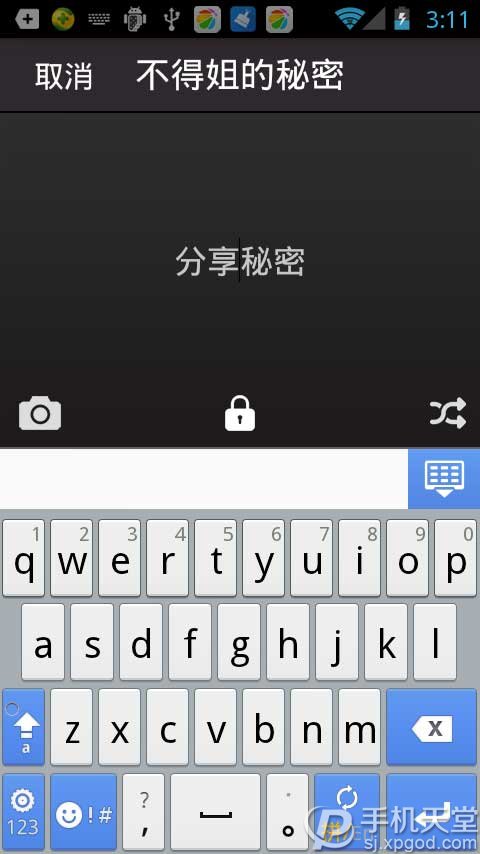 3:11
取消 不得姐的秘密
分享秘密
1 2 3 4 5 6 7 8 9 0
q w e r t y u i o p
a s d f g h j k l
a z x c v b n m X
123 ! # ? , 。 拼
手机天堂
sj.xpgod.com